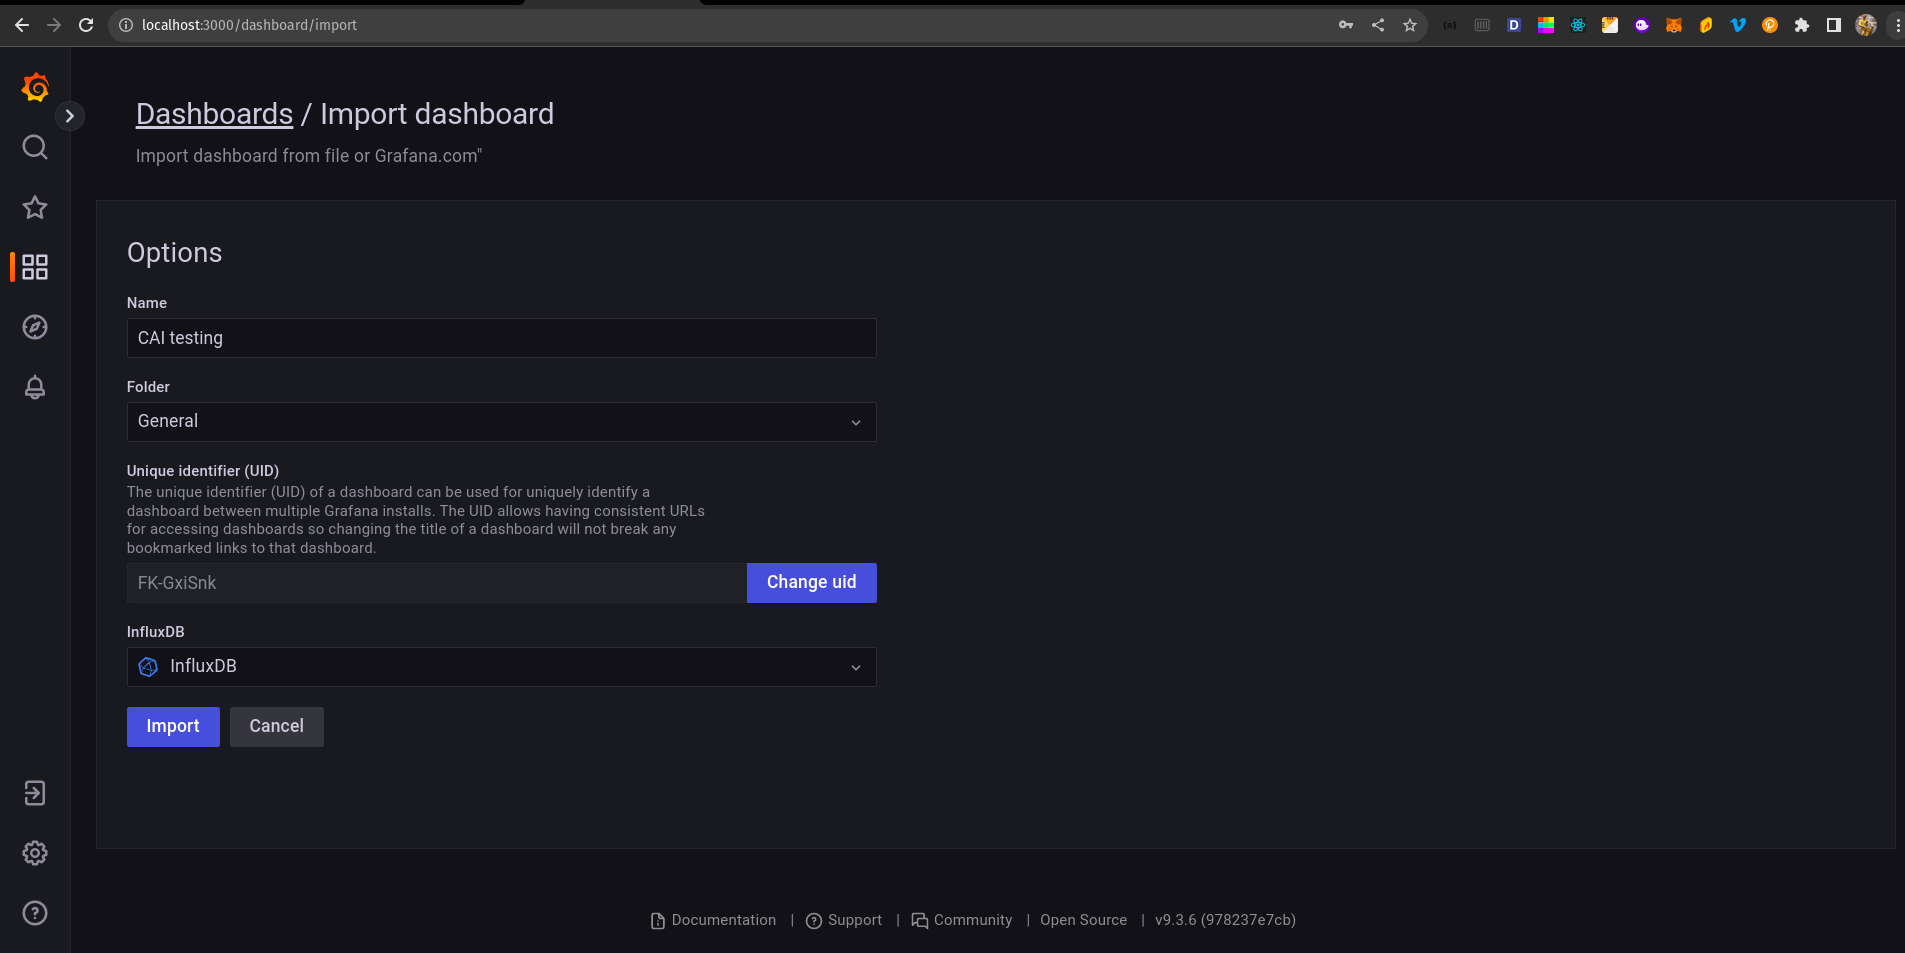 localhost:3000/dashboard/import
Dashboards / Import dashboard
Import dashboard from file or Grafana.com"
Options
Name
CAI testing
Folder
General
Unique identifier (UID)
The unique identifier (UID) of a dashboard can be used for uniquely identify a
dashboard between multiple Grafana installs. The UID allows having consistent URLs
for accessing dashboards so changing the title of a dashboard will not break any
bookmarked links to that dashboard.
FK-GxiSnk
Change uid
InfluxDB
InfluxDB
Import Cancel
Documentation | Support | Community | Open Source | v9.3.6 (978237e7cb)